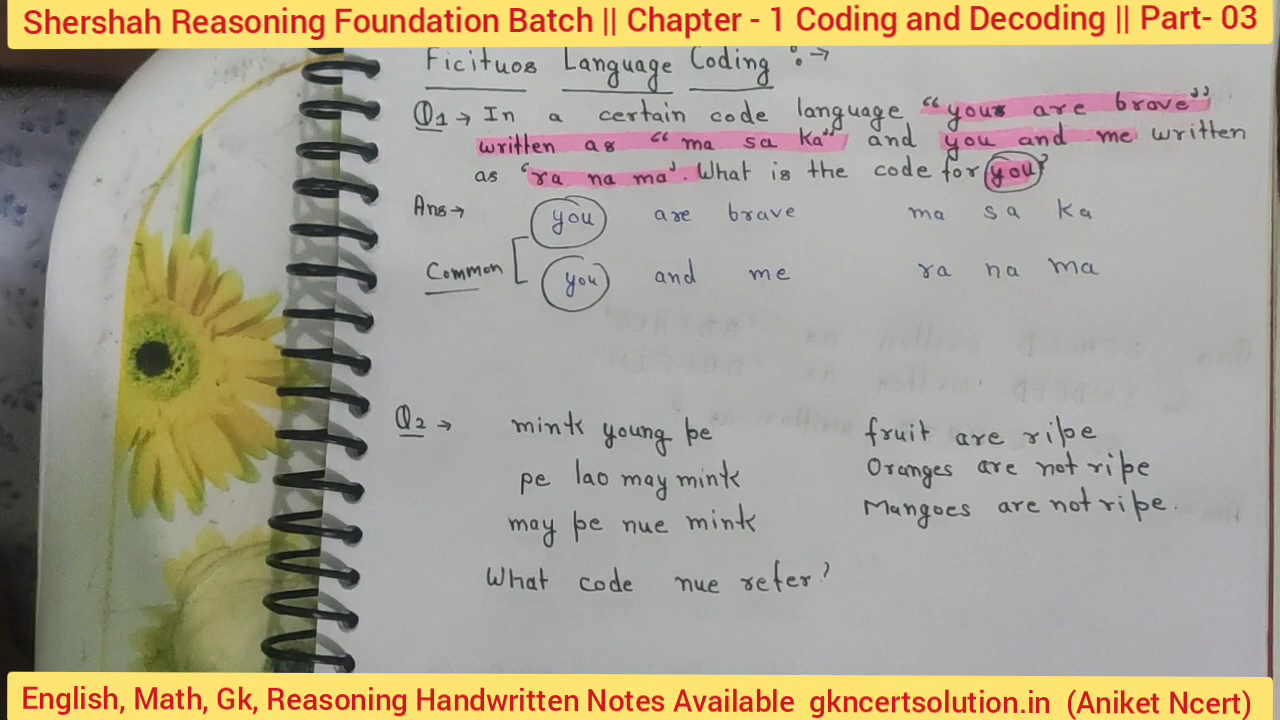 Shershah Reasoning Foundation Batch || Chapter - 1 Coding and Decoding || Part- 03
Ficituos Language Coding :→
Q1 → In a certain code language "yous are brave"
written as "ma sa ka" and you and me written
as 'ra na ma'. What is the code for you?
Ans→ you are brave ma sa ka
Common
you and me ra na ma
Q2 → mink young pe fruit are ripe
pe lao may mink Oranges are not ripe
may pe nue mink Mangoes are not ripe.
What code nue refer?
English, Math, Gk, Reasoning Handwritten Notes Available gkncertsolution.in (Aniket Ncert)